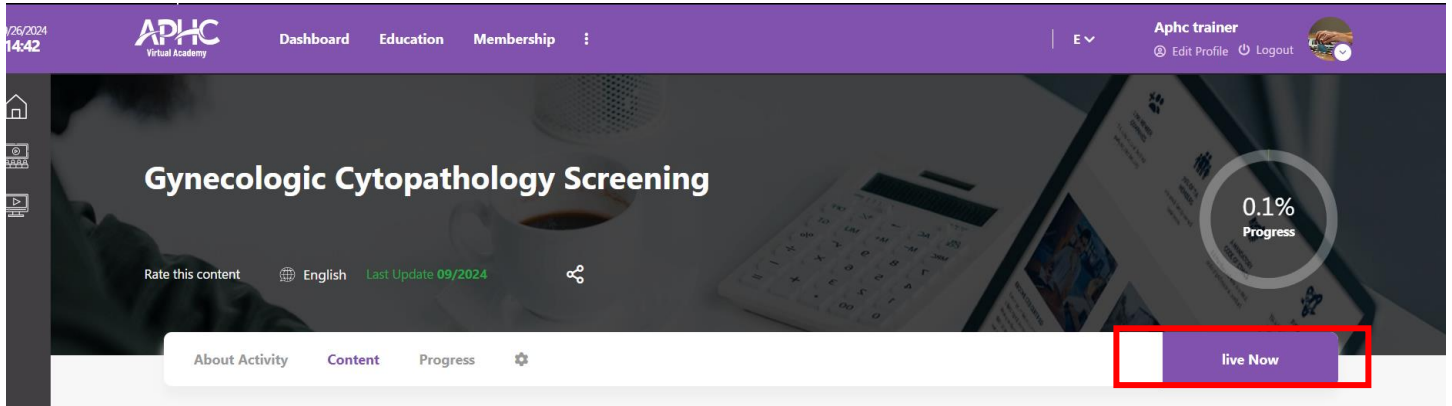 /26/2024
14:42
APHC
Virtual Academy
Dashboard
Education
Membership
E
Aphc trainer
Edit Profile
Logout
Gynecologic Cytopathology Screening
0.1%
Progress
Rate this content
English
Last Update 09/2024
About Activity
Content
Progress
live Now